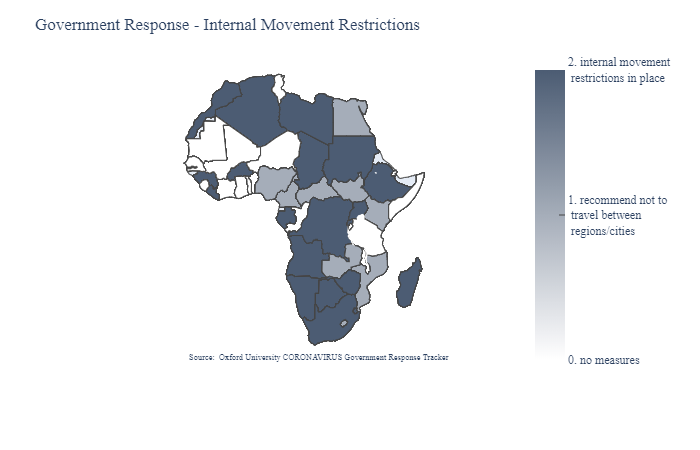 Government Response - Internal Movement Restrictions
2. internal movement
restrictions in place
1. recommend not to
travel between
regions/cities
Source: Oxford University CORONAVIRUS Government Response Tracker
0. no measures